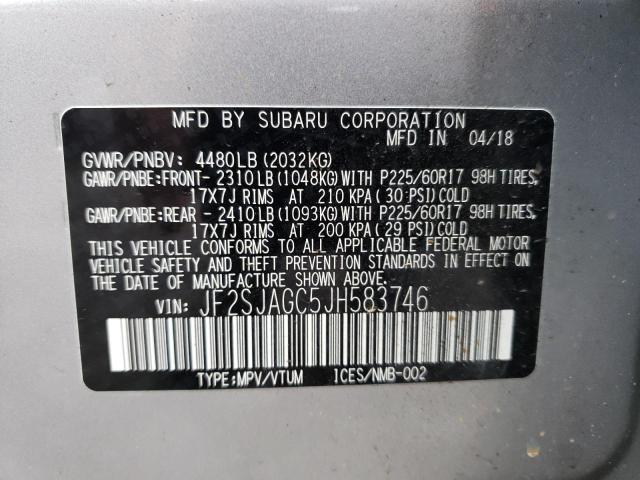 MFD BY SUBARU CORPORATION
MFD IN 04/18
GVWR/PNBV: 4480LB(2032KG)
GAWR/PNBE:FRONT-2310LB(1048KG)WITH P225/60R17 98H TIRES,
17X7J RIMS AT 210 KPA(30 PSI)COLD
GAWR/PNBE:REAR -2410LB(1093KG)WITH P225/60R17 98H TIRES,
17X7J RIMS AT 200 KPA(29 PSI)COLD
THIS VEHICLE CONFORMS TO ALL APPLICABLE FEDERAL MOTOR
VEHICLE SAFETY AND THEFT PREVENTION STANDARDS IN EFFECT ON
THE DATE OF MANUFACTURE SHOWN ABOVE.
VIN: JF2SJAGC5JH583746
TYPE:MPV/VTUM ICES/NMB-002